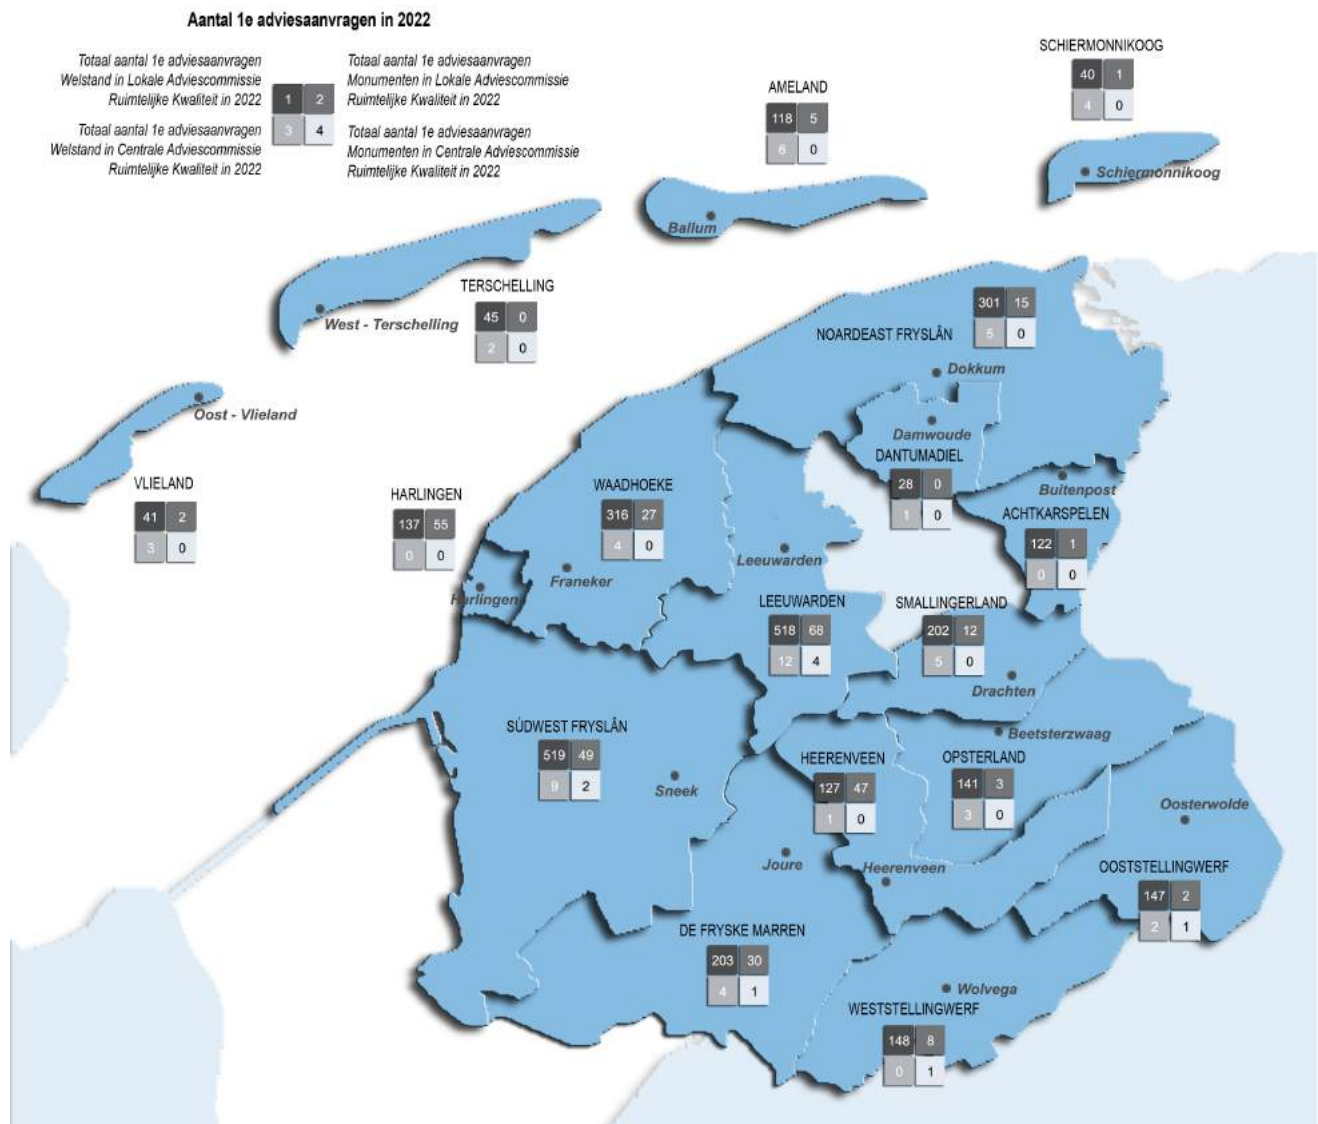 Aantal 1e adviesaanvragen in 2022
Totaal aantal 1e adviesaanvragen
Welstand in Lokale Adviescommissie
Ruimtelijke Kwaliteit in 2022
1 2
Totaal aantal 1e adviesaanvragen
Monumenten in Lokale Adviescommissie
Ruimtelijke Kwaliteit in 2022
Totaal aantal 1e adviesaanvragen
Welstand in Centrale Adviescommissie
Ruimtelijke Kwaliteit in 2022
3 4
Totaal aantal 1e adviesaanvragen
Monumenten in Centrale Adviescommissie
Ruimtelijke Kwaliteit in 2022
SCHIERMONNIKOOG
40 1
4 0
Schiermonnikoog
AMELAND
118 5
6 0
Ballum
TERSCHELLING
45 0
2 0
West - Terschelling
NOARDEAST FRYSLÂN
301 15
5 0
Dokkum
Oost - Vlieland
VLIELAND
41 2
3 0
Damwoude
DANTUMADIEL
28 0
1 0
Buitenpost
ACHTKARSPELEN
122 1
0 0
HARLINGEN
137 55
0 0
Harlingen
WAADHOEKE
316 27
4 0
Franeker
Leeuwarden
LEEUWARDEN
518 68
12 4
SMALLINGERLAND
202 12
5 0
Drachten
SÚDWEST FRYSLÂN
519 49
9 2
Sneek
HEERENVEEN
127 47
1 0
Heerenveen
Beetsterzwaag
OPSTERLAND
141 3
3 0
Oosterwolde
OOSTSTELLINGWERF
147 2
2 1
Joure
DE FRYSKE MARREN
203 30
4 1
Wolvega
WESTSTELLINGWERF
148 8
0 1